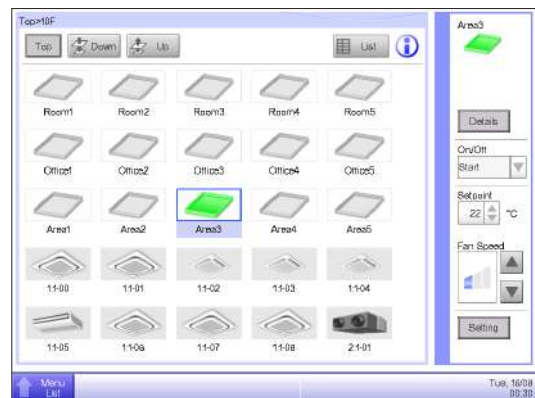 Top>10F
Area3
Top Down Up List
Room1 Room2 Room3 Room4 Room5
Details
Office1 Office2 Office3 Office4 Office5
On/Off
Start
Setpoint
22 °C
Area1 Area2 Area3 Area4 Area5
Fan Speed
1:1-00 1:1-01 1:1-02 1:1-03 1:1-04
Setting
1:1-05 1:1-06 1:1-07 1:1-08 2:1-01
Menu
List
Tue, 16/08
00:30